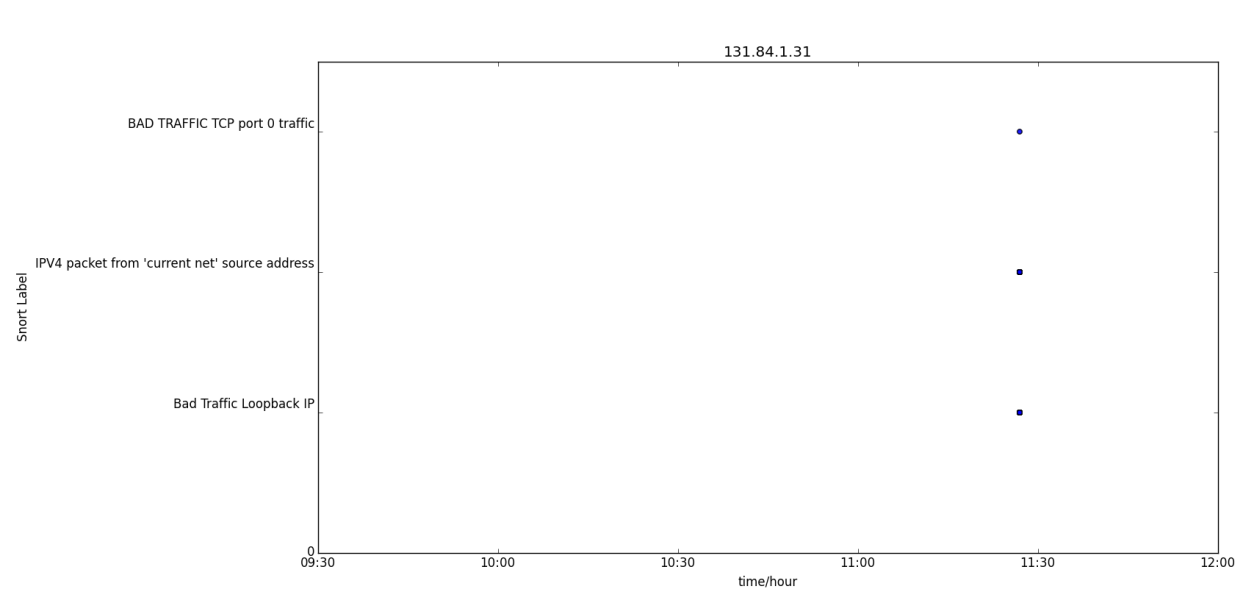 131.84.1.31
BAD TRAFFIC TCP port 0 traffic
IPV4 packet from 'current net' source address
Snort Label
Bad Traffic Loopback IP
0
09:30 10:00 10:30 11:00 11:30 12:00
time/hour